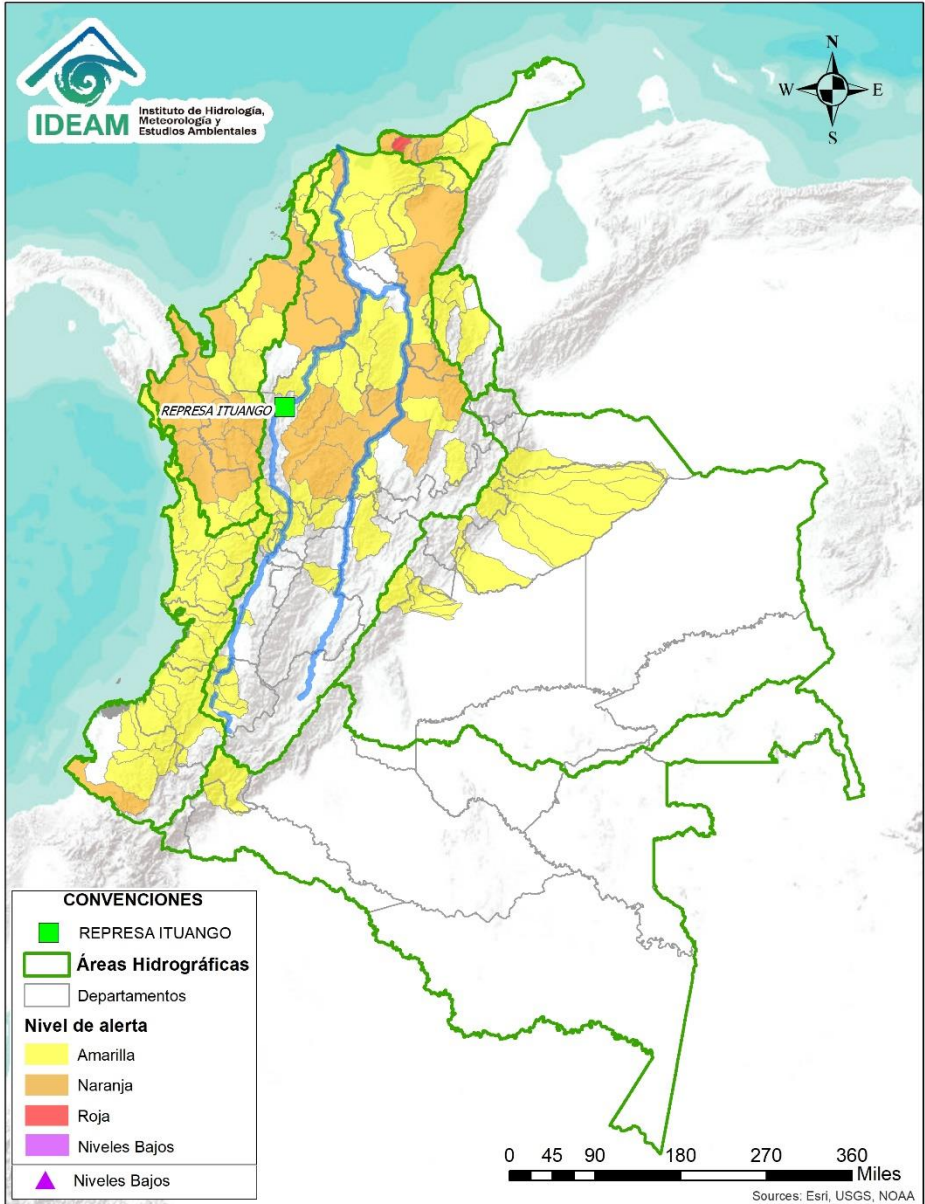 IDEAM
Instituto de Hidrología,
Meteorología y
Estudios Ambientales
N
W
E
S
REPRESA ITUANGO
CONVENCIONES
REPRESA ITUANGO
Áreas Hidrográficas
Departamentos
Nivel de alerta
Amarilla
Naranja
Roja
Niveles Bajos
Niveles Bajos
0 45 90 180 270 360
Miles
Sources: Esri, USGS, NOAA